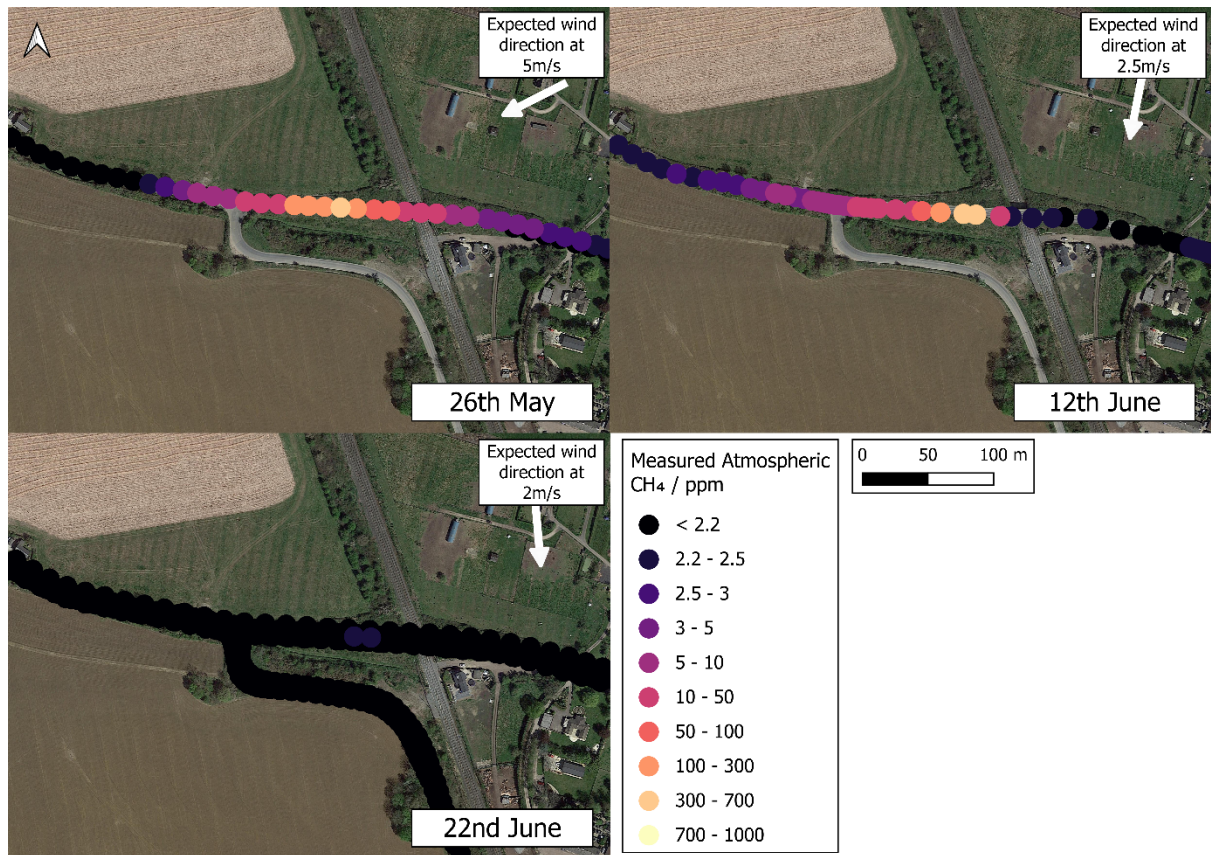 Expected wind
direction at
5m/s
26th May
Expected wind
direction at
2.5m/s
12th June
Expected wind
direction at
2m/s
22nd June
Measured Atmospheric
CH₄ / ppm
< 2.2
2.2 - 2.5
2.5 - 3
3 - 5
5 - 10
10 - 50
50 - 100
100 - 300
300 - 700
700 - 1000
0 50 100 m